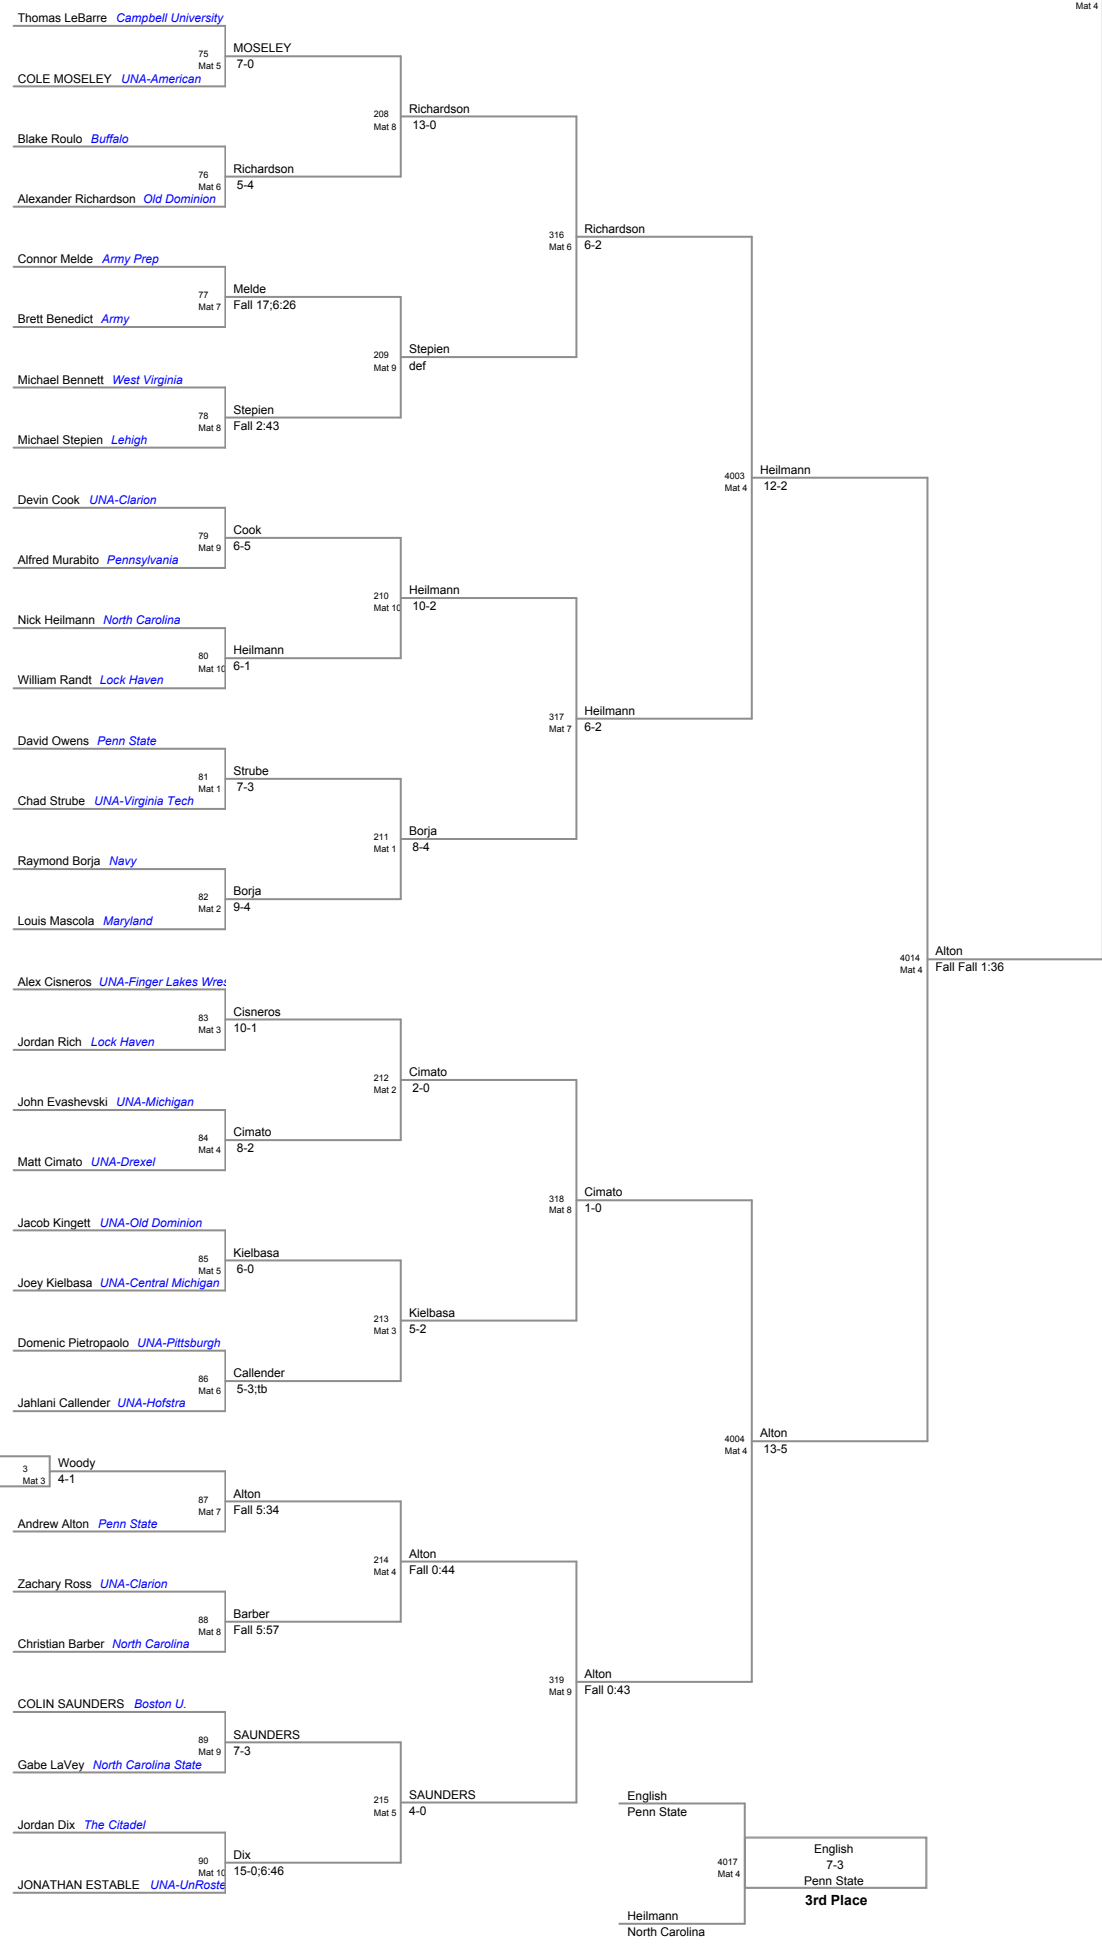 Mat 4
Thomas LeBarre Campbell University
75
Mat 5
MOSELEY
7-0
COLE MOSELEY UNA-American
208
Mat 8
Richardson
13-0
Blake Roulo Buffalo
76
Mat 6
Richardson
5-4
Alexander Richardson Old Dominion
316
Mat 6
Richardson
6-2
Connor Melde Army Prep
77
Mat 7
Melde
Fall 17;6:26
Brett Benedict Army
209
Mat 9
Stepien
def
Michael Bennett West Virginia
78
Mat 8
Stepien
Fall 2:43
Michael Stepien Lehigh
4003
Mat 4
Heilmann
12-2
Devin Cook UNA-Clarion
79
Mat 9
Cook
6-5
Alfred Murabito Pennsylvania
210
Mat 10
Heilmann
10-2
Nick Heilmann North Carolina
80
Mat 10
Heilmann
6-1
William Randt Lock Haven
317
Mat 7
Heilmann
6-2
David Owens Penn State
81
Mat 1
Strube
7-3
Chad Strube UNA-Virginia Tech
211
Mat 1
Borja
8-4
Raymond Borja Navy
82
Mat 2
Borja
9-4
Louis Mascola Maryland
4014
Mat 4
Alton
Fall Fall 1:36
Alex Cisneros UNA-Finger Lakes Wres
83
Mat 3
Cisneros
10-1
Jordan Rich Lock Haven
212
Mat 2
Cimato
2-0
John Evashevski UNA-Michigan
84
Mat 4
Cimato
8-2
Matt Cimato UNA-Drexel
318
Mat 8
Cimato
1-0
Jacob Kingett UNA-Old Dominion
85
Mat 5
Kielbasa
6-0
Joey Kielbasa UNA-Central Michigan
213
Mat 3
Kielbasa
5-2
Domenic Pietropaolo UNA-Pittsburgh
86
Mat 6
Callender
5-3;tb
Jahlani Callender UNA-Hofstra
4004
Mat 4
Alton
13-5
3
Mat 3
Woody
4-1
87
Mat 7
Alton
Fall 5:34
Andrew Alton Penn State
214
Mat 4
Alton
Fall 0:44
Zachary Ross UNA-Clarion
88
Mat 8
Barber
Fall 5:57
Christian Barber North Carolina
319
Mat 9
Alton
Fall 0:43
COLIN SAUNDERS Boston U.
89
Mat 9
SAUNDERS
7-3
Gabe LaVey North Carolina State
215
Mat 5
SAUNDERS
4-0
Jordan Dix The Citadel
90
Mat 10
Dix
15-0;6:46
JONATHAN ESTABLE UNA-UnRoste
English
Penn State
4017
Mat 4
English
7-3
Penn State
3rd Place
Heilmann
North Carolina